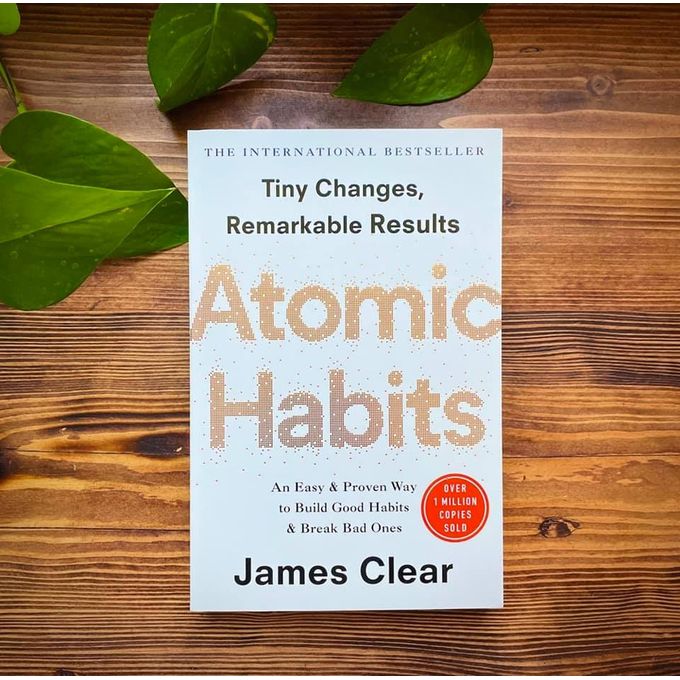 THE INTERNATIONAL BESTSELLER
Tiny Changes,
Remarkable Results
Atomic
Habits
An Easy & Proven Way
to Build Good Habits
& Break Bad Ones
OVER
1 MILLION
COPIES
SOLD
James Clear